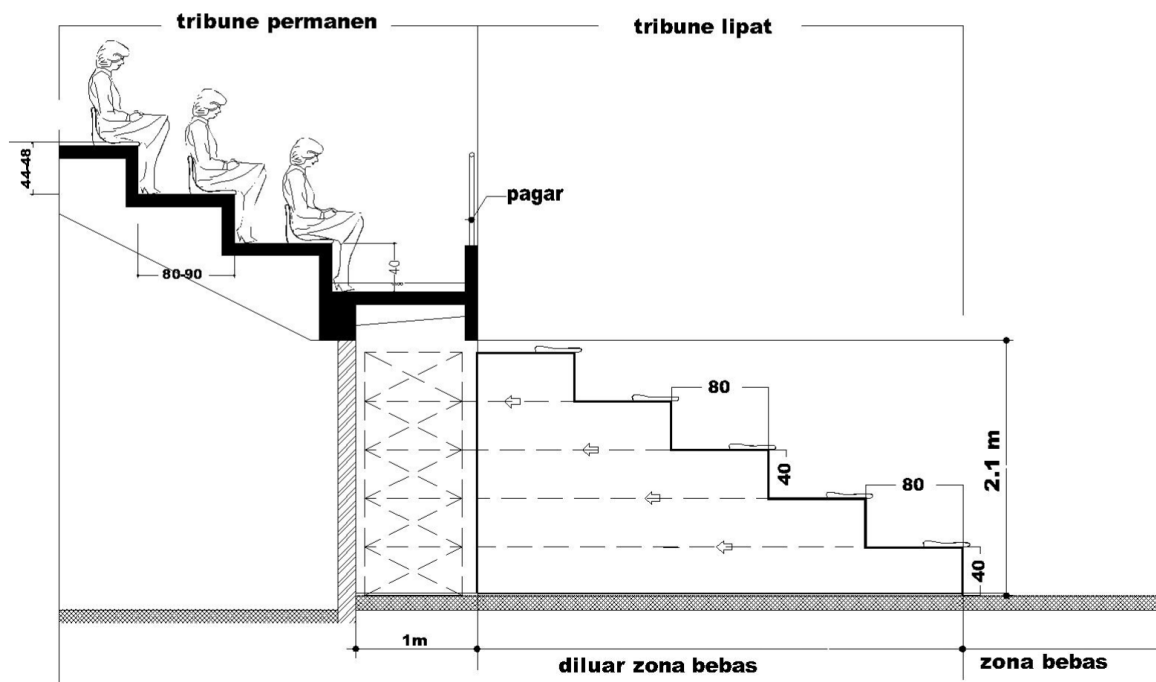 tribune permanen
tribune lipat
44-48
pagar
80-90
40
80
40
80
40
2.1 m
1m
diluar zona bebas
zona bebas